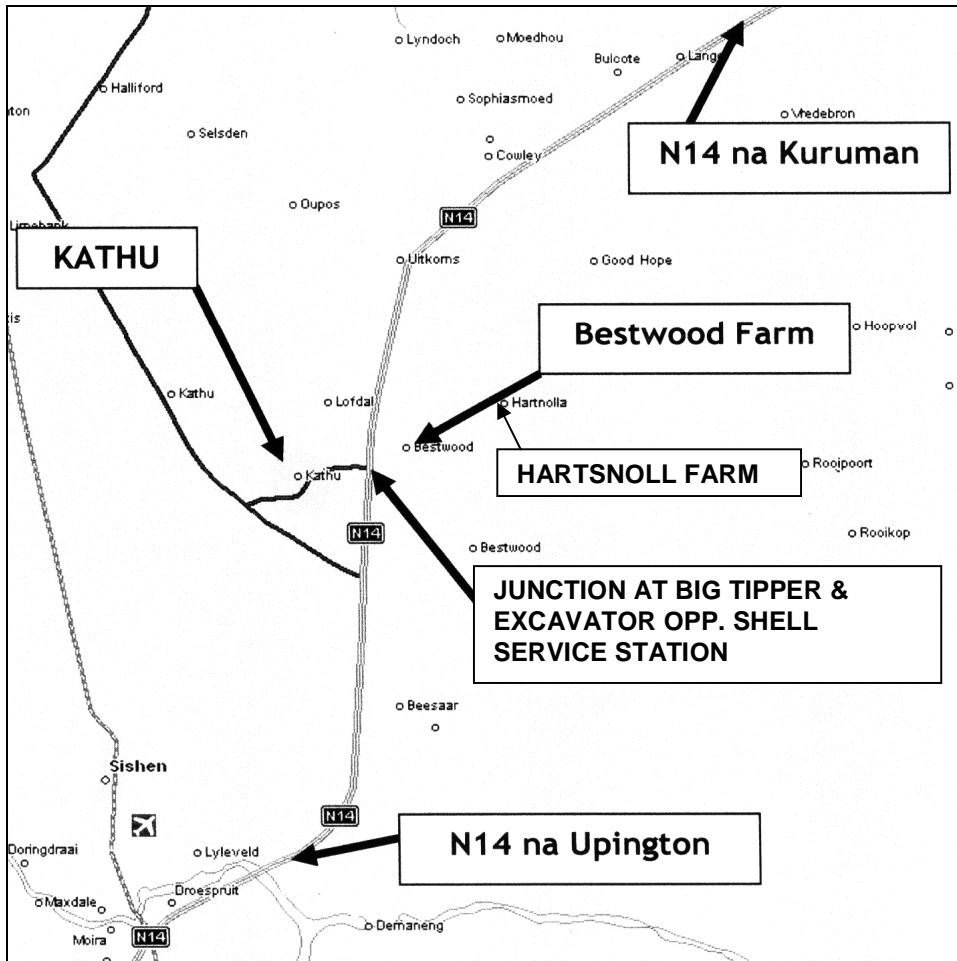 Lyndoch
Moedhou
Bulcote
Halliford
Sophiasmoed
Vredebron
Selsden
N14 na Kuruman
Cowley
Oupos
N14
KATHU
Uitkoms
Good Hope
Bestwood Farm
Hoopvol
Kathu
Lofdal
Hartnolla
Bestwood
HARTSNOLL FARM
Rooipoort
Kathu
N14
Rooikop
Bestwood
JUNCTION AT BIG TIPPER &
EXCAVATOR OPP. SHELL
SERVICE STATION
Beesaar
Sishen
N14
N14 na Upington
Doringdraai
Lyleveld
Droespruit
Maxdale
Demaneng
Moira
N14